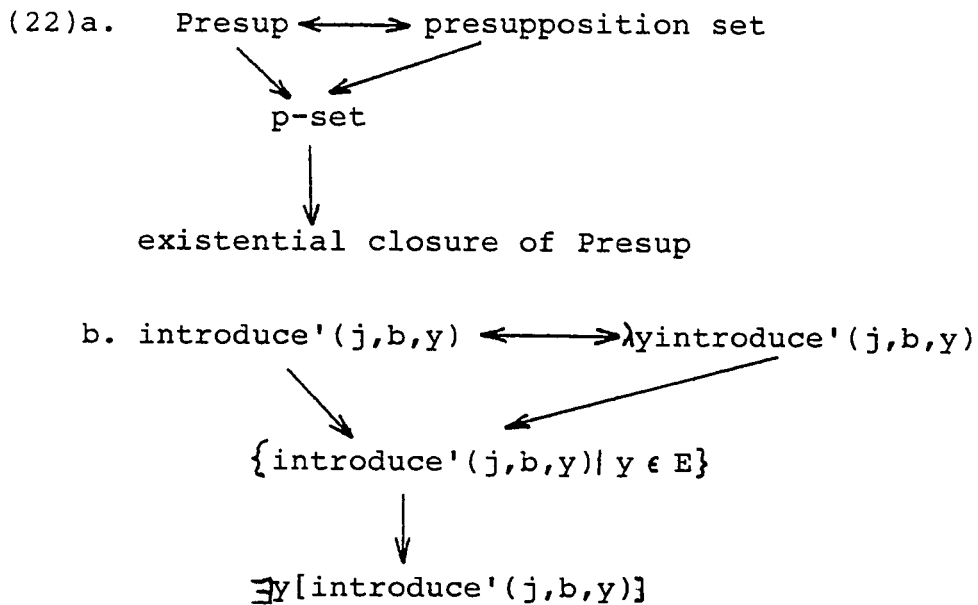 (22)a. Presup ⟷ presupposition set
p-set
existential closure of Presup
b. introduce'(j,b,y) ⟷ λyintroduce'(j,b,y)
{introduce'(j,b,y)| y ϵ E}
∃y[introduce'(j,b,y)]